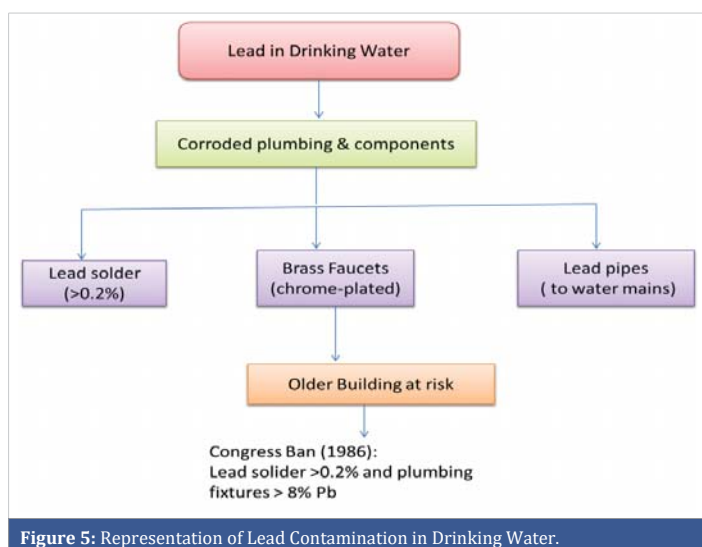 Lead in Drinking Water
Corroded plumbing & components
Lead solder
(>0.2%)
Brass Faucets
(chrome-plated)
Lead pipes
( to water mains)
Older Building at risk
Congress Ban (1986):
Lead solider >0.2% and plumbing
fixtures > 8% Pb
Figure 5: Representation of Lead Contamination in Drinking Water.